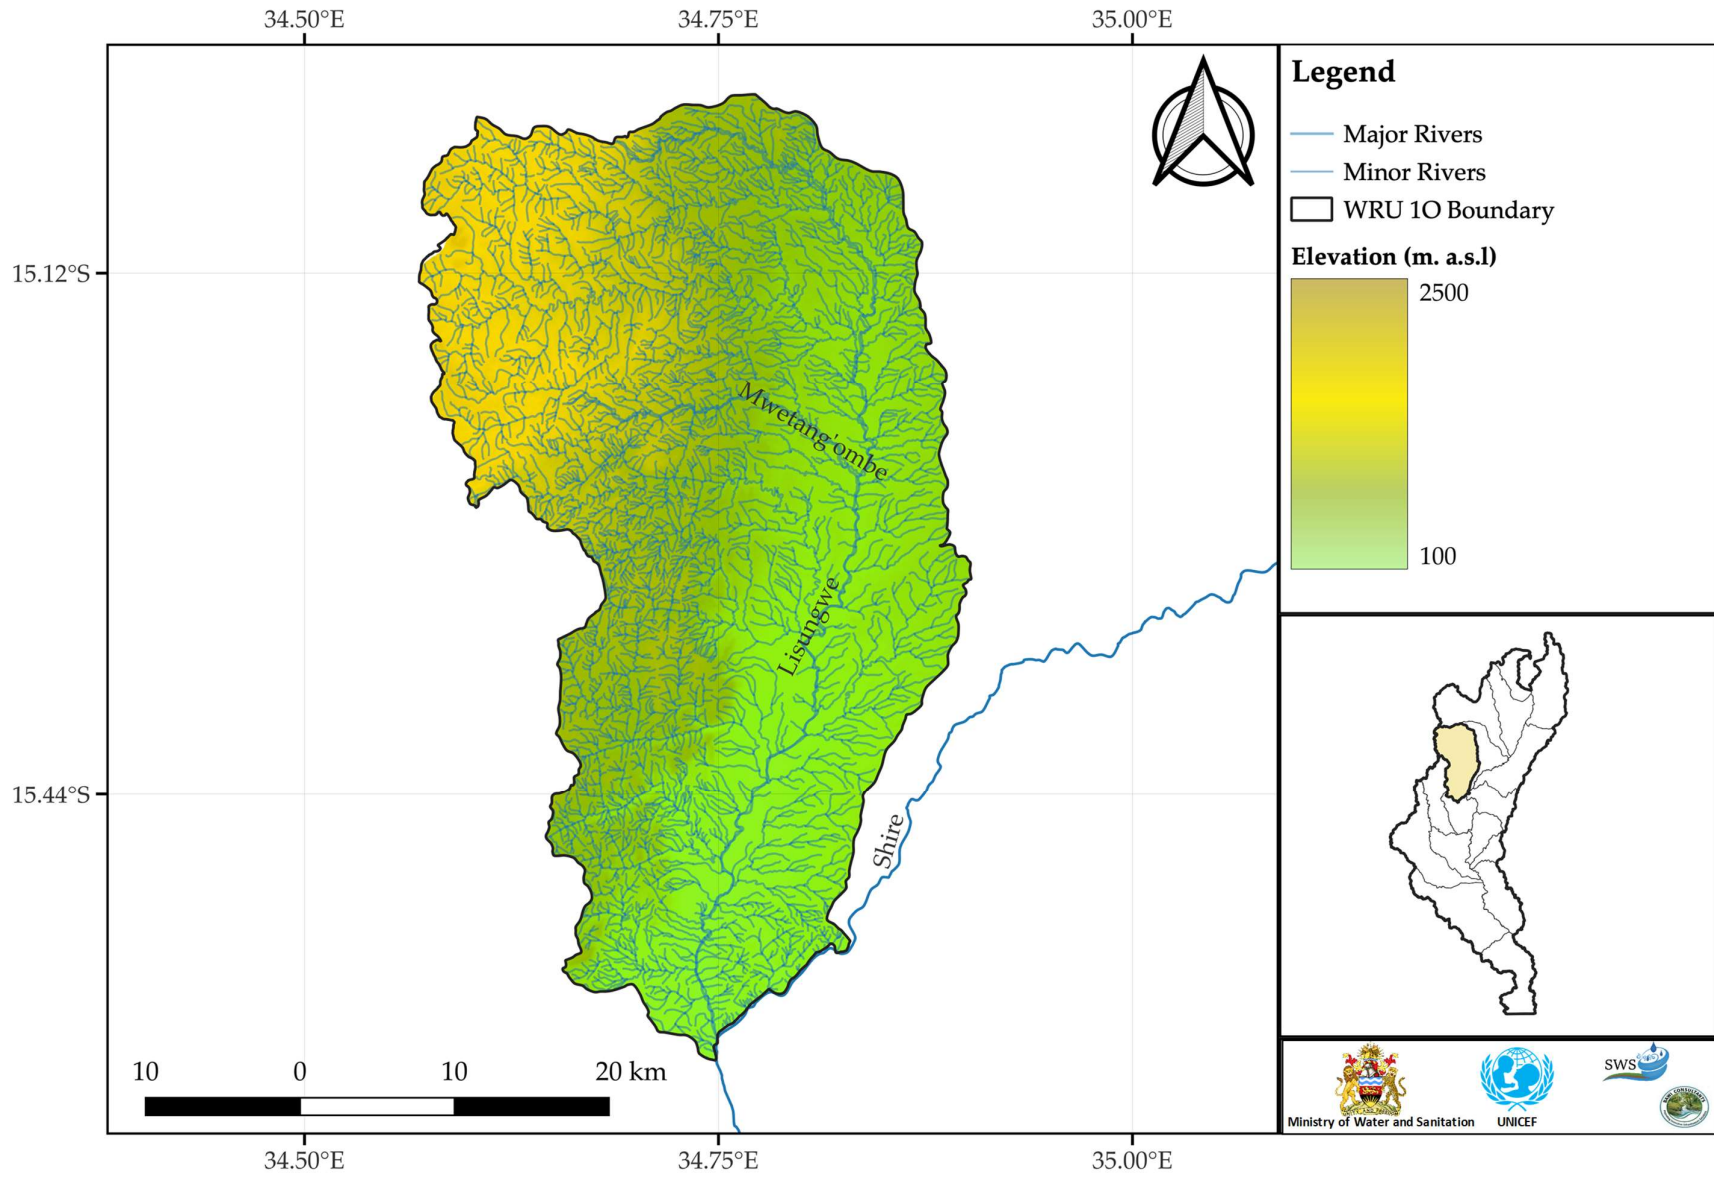 34.50°E
34.75°E
35.00°E
15.12°S
15.44°S
Mwetang'ombe
Lisungwe
Shire
10 0 10 20 km
34.50°E
34.75°E
35.00°E
Legend
Major Rivers
Minor Rivers
WRU 1O Boundary
Elevation (m. a.s.l)
2500
100
Ministry of Water and Sanitation
UNICEF
SWS